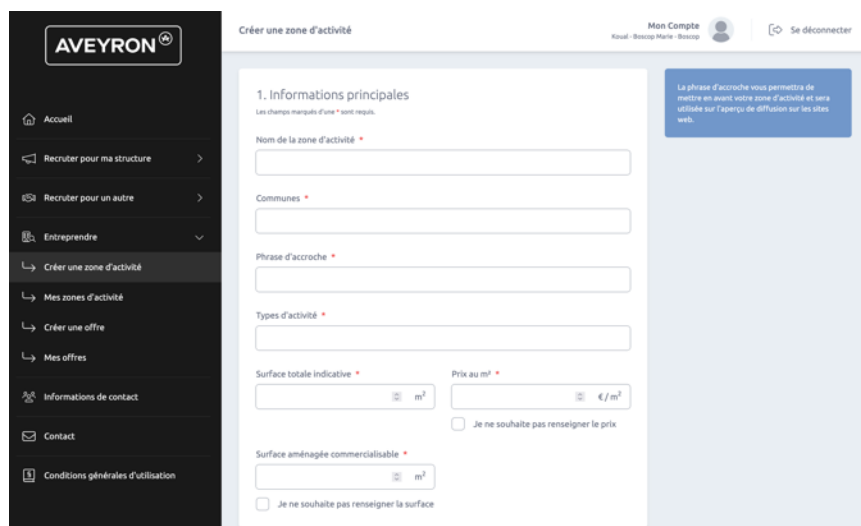 AVEYRON
Accueil
Recruter pour ma structure
Recruter pour un autre
Entreprendre
Créer une zone d'activité
Mes zones d'activité
Créer une offre
Mes offres
Informations de contact
Contact
Conditions générales d'utilisation
Créer une zone d'activité
Mon Compte
Koual - Boscop Marie - Boscop
Se déconnecter
1. Informations principales
Les champs marqués d'une * sont requis.
Nom de la zone d'activité *
Communes *
Phrase d'accroche *
Types d'activité *
Surface totale indicative *
m²
Prix au m² *
€/m²
Je ne souhaite pas renseigner le prix
Surface aménagée commercialisable *
m²
Je ne souhaite pas renseigner la surface
La phrase d'accroche vous permettra de
mettre en avant votre zone d'activité et sera
utilisée sur l'aperçu de diffusion sur les sites
web.